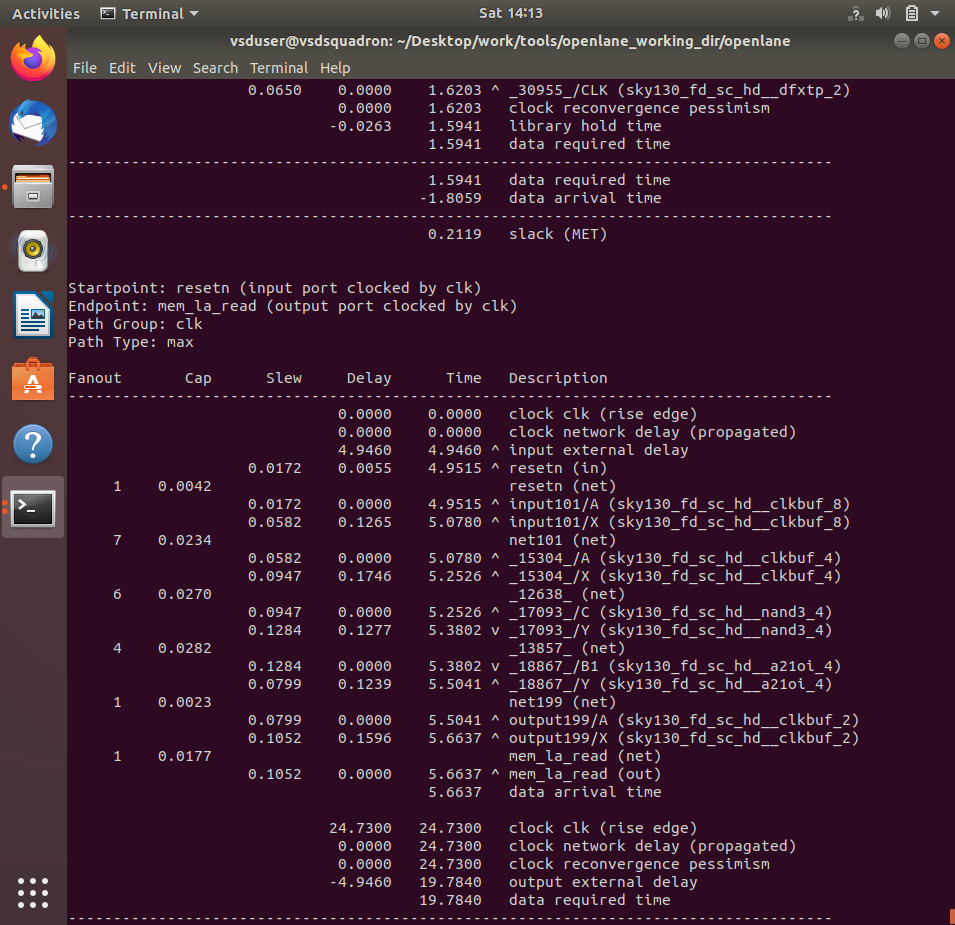 Activities Terminal Sat 14:13
vsduser@vsdsquadron: ~/Desktop/work/tools/openlane_working_dir/openlane
File Edit View Search Terminal Help
0.0650 0.0000 1.6203 ^ _30955_/CLK (sky130_fd_sc_hd__dfxtp_2)
0.0000 1.6203 clock reconvergence pessimism
-0.0263 1.5941 library hold time
1.5941 data required time
-------------------------------------------------------------------------------------
1.5941 data required time
-1.8059 data arrival time
-------------------------------------------------------------------------------------
0.2119 slack (MET)
Startpoint: resetn (input port clocked by clk)
Endpoint: mem_la_read (output port clocked by clk)
Path Group: clk
Path Type: max
Fanout Cap Slew Delay Time Description
-------------------------------------------------------------------------------------
0.0000 0.0000 clock clk (rise edge)
0.0000 0.0000 clock network delay (propagated)
4.9460 4.9460 ^ input external delay
0.0172 0.0055 4.9515 ^ resetn (in)
1 0.0042 resetn (net)
0.0172 0.0000 4.9515 ^ input101/A (sky130_fd_sc_hd__clkbuf_8)
0.0582 0.1265 5.0780 ^ input101/X (sky130_fd_sc_hd__clkbuf_8)
7 0.0234 net101 (net)
0.0582 0.0000 5.0780 ^ _15304_/A (sky130_fd_sc_hd__clkbuf_4)
0.0947 0.1746 5.2526 ^ _15304_/X (sky130_fd_sc_hd__clkbuf_4)
6 0.0270 _12638_ (net)
0.0947 0.0000 5.2526 ^ _17093_/C (sky130_fd_sc_hd__nand3_4)
0.1284 0.1277 5.3802 v _17093_/Y (sky130_fd_sc_hd__nand3_4)
4 0.0282 _13857_ (net)
0.1284 0.0000 5.3802 v _18867_/B1 (sky130_fd_sc_hd__a21oi_4)
0.0799 0.1239 5.5041 ^ _18867_/Y (sky130_fd_sc_hd__a21oi_4)
1 0.0023 net199 (net)
0.0799 0.0000 5.5041 ^ output199/A (sky130_fd_sc_hd__clkbuf_2)
0.1052 0.1596 5.6637 ^ output199/X (sky130_fd_sc_hd__clkbuf_2)
1 0.0177 mem_la_read (net)
0.1052 0.0000 5.6637 ^ mem_la_read (out)
5.6637 data arrival time
24.7300 24.7300 clock clk (rise edge)
0.0000 24.7300 clock network delay (propagated)
0.0000 24.7300 clock reconvergence pessimism
-4.9460 19.7840 output external delay
19.7840 data required time
-------------------------------------------------------------------------------------